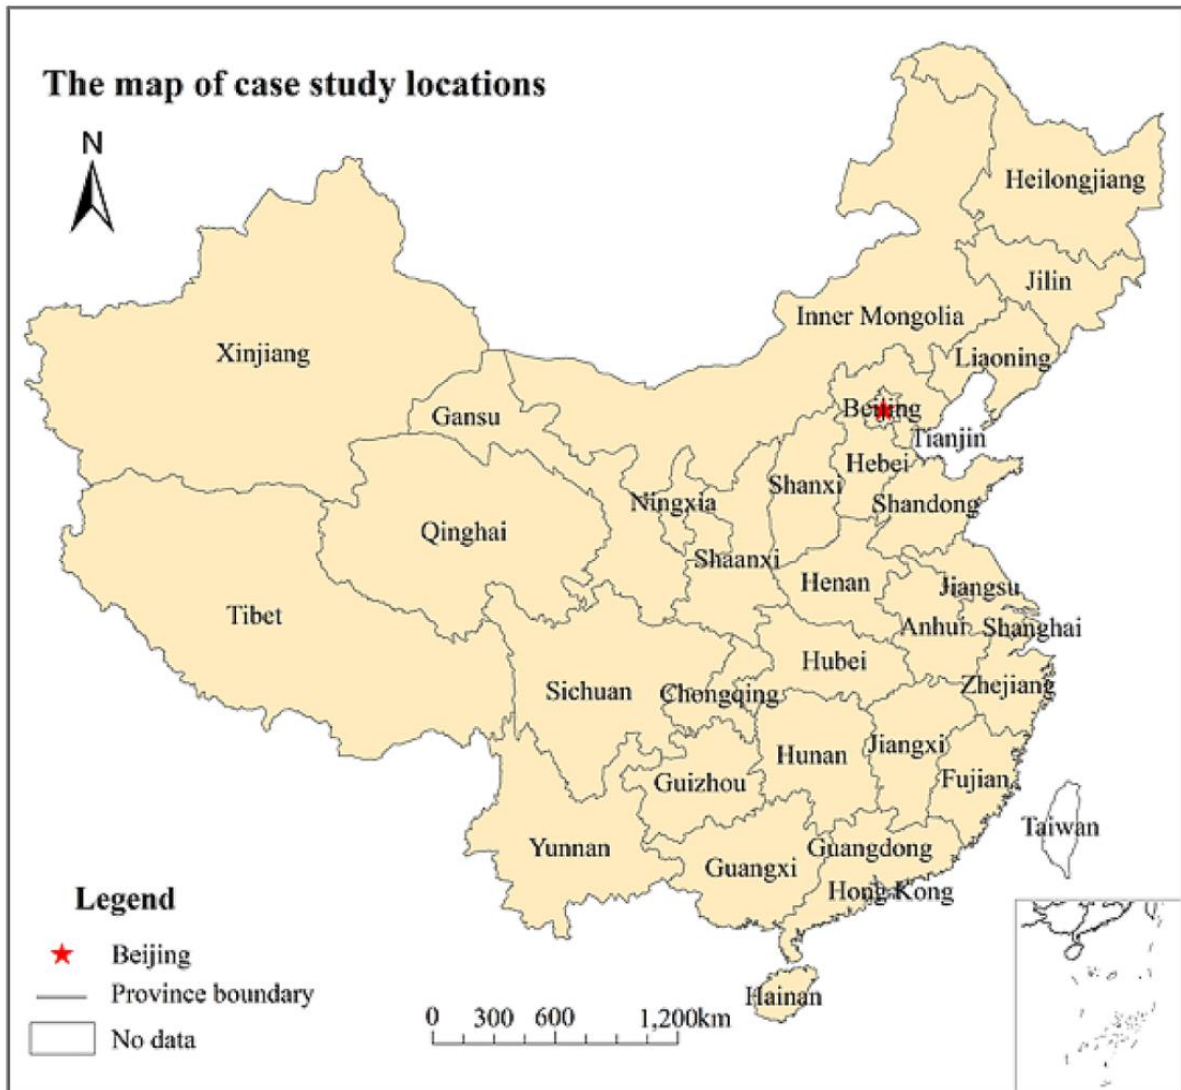 The map of case study locations
N
Heilongjiang
Jilin
Inner Mongolia
Liaoning
Xinjiang
Gansu
Beijing
Tianjin
Hebei
Shanxi
Ningxia
Shandong
Qinghai
Shaanxi
Henan
Jiangsu
Tibet
Anhui
Shanghai
Hubei
Sichuan
Chongqing
Zhejiang
Hunan
Jiangxi
Guizhou
Fujian
Taiwan
Yunnan
Guangdong
Guangxi
Hong Kong
Hainan
Legend
Beijing
Province boundary
No data
0 300 600 1,200km